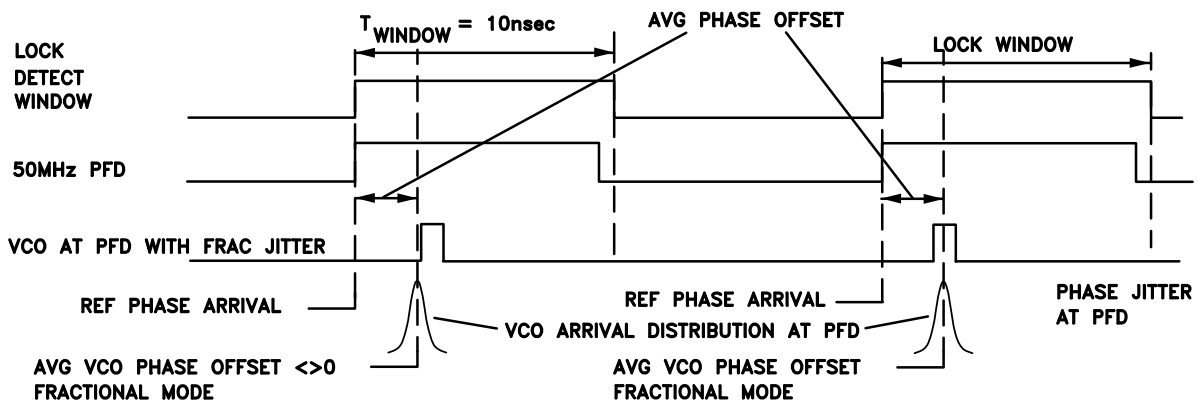 T WINDOW = 10nsec
AVG PHASE OFFSET
LOCK WINDOW
LOCK
DETECT
WINDOW
50MHz PFD
VCO AT PFD WITH FRAC JITTER
REF PHASE ARRIVAL
REF PHASE ARRIVAL
PHASE JITTER
AT PFD
VCO ARRIVAL DISTRIBUTION AT PFD
AVG VCO PHASE OFFSET <>0
FRACTIONAL MODE
AVG VCO PHASE OFFSET
FRACTIONAL MODE